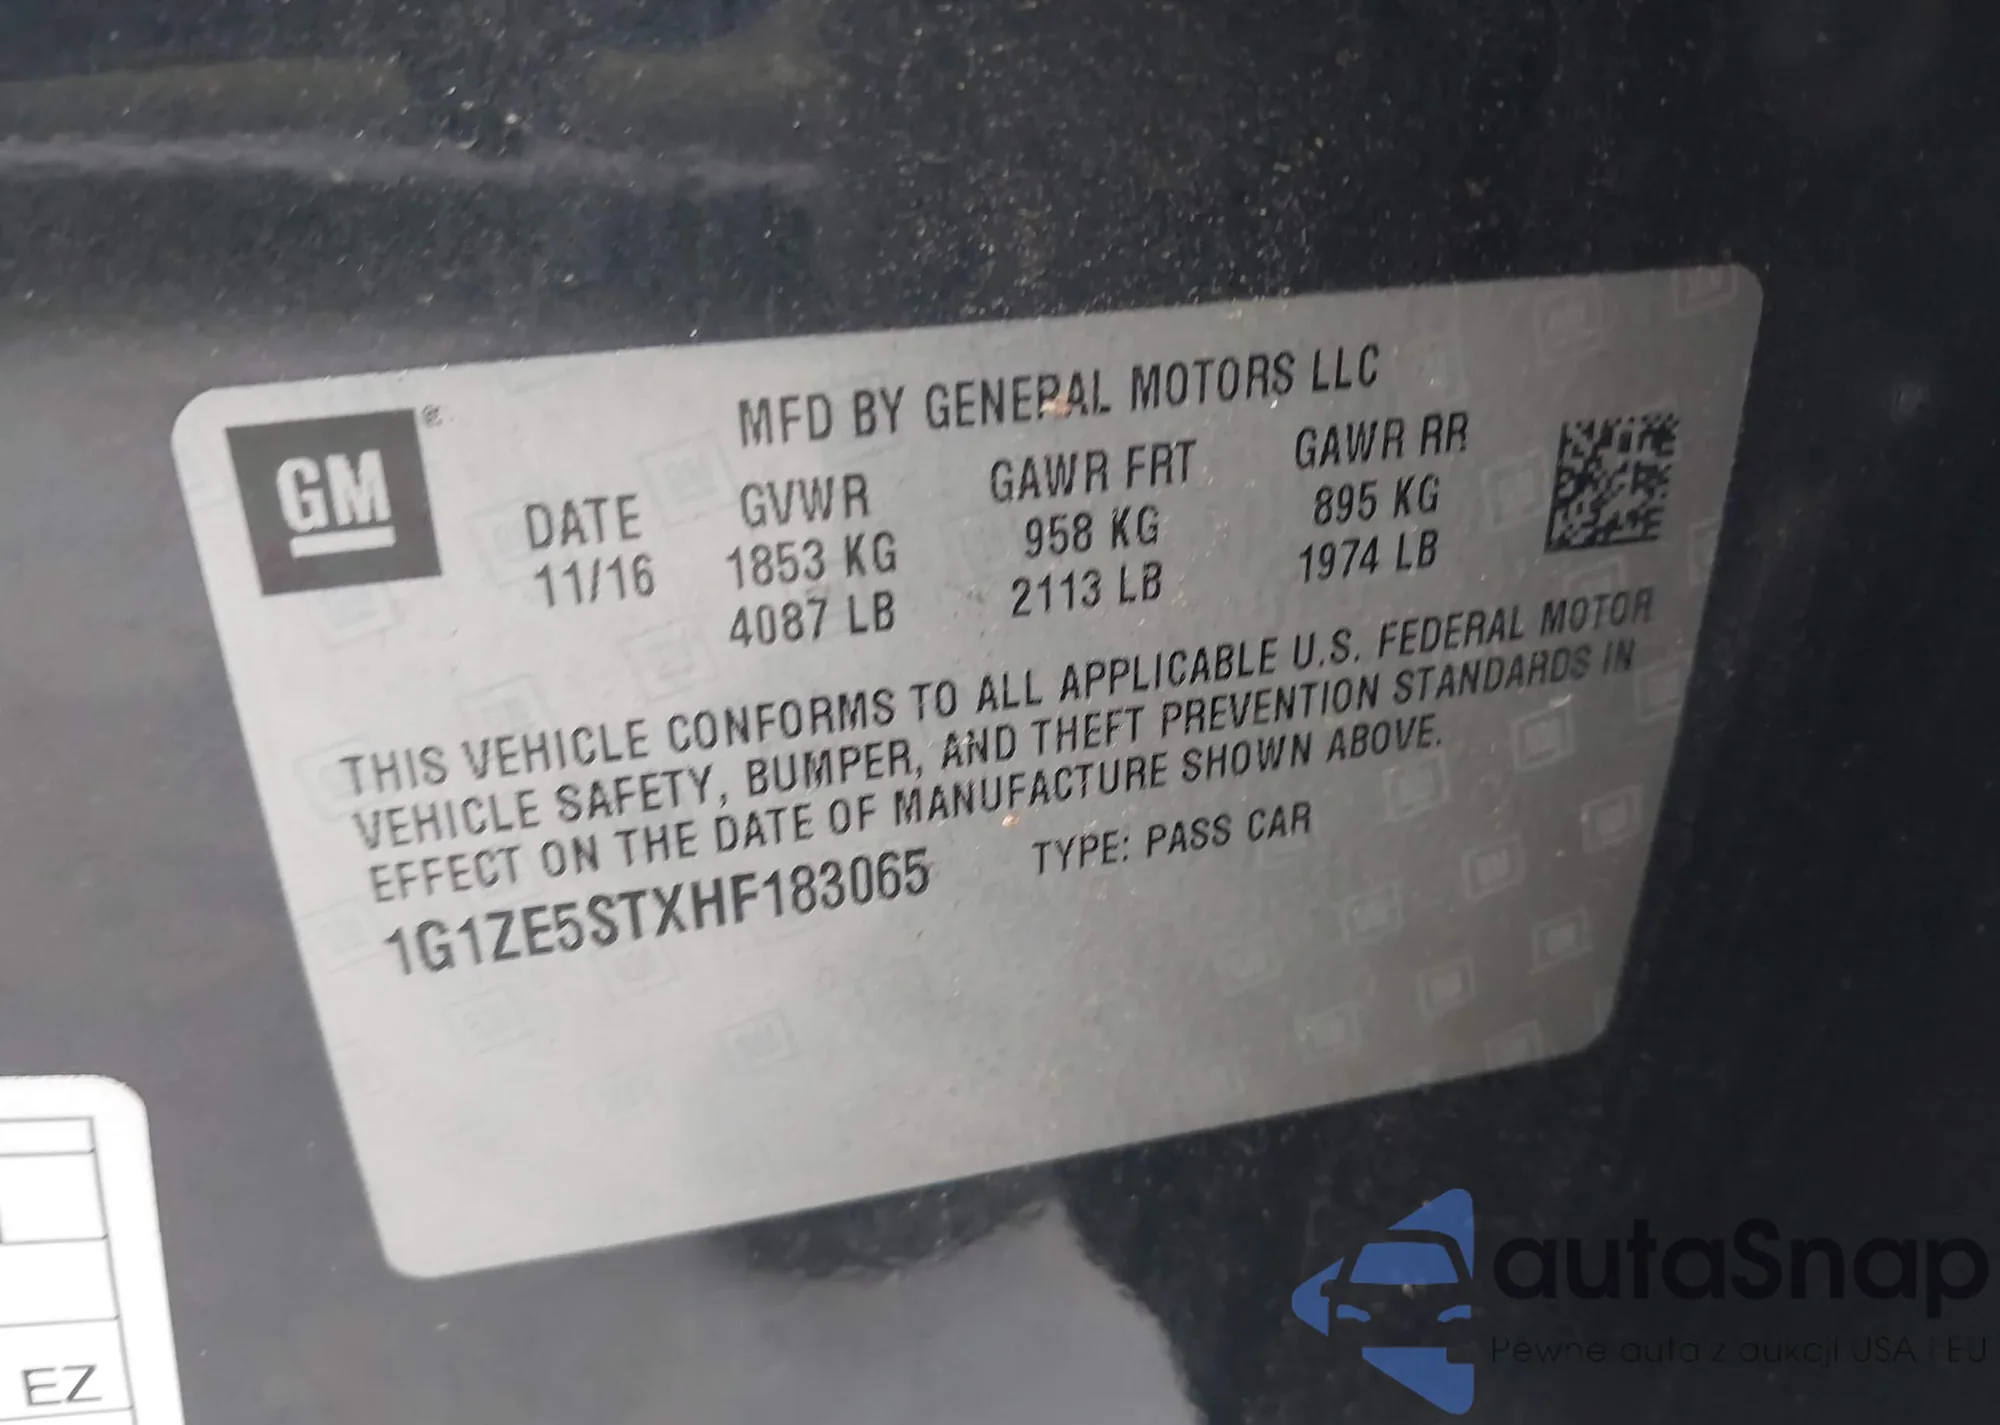 GM ®
MFD BY GENERAL MOTORS LLC
DATE GVWR GAWR FRT GAWR RR
11/16 1853 KG 958 KG 895 KG
4087 LB 2113 LB 1974 LB
THIS VEHICLE CONFORMS TO ALL APPLICABLE U.S. FEDERAL MOTOR
VEHICLE SAFETY, BUMPER, AND THEFT PREVENTION STANDARDS IN
EFFECT ON THE DATE OF MANUFACTURE SHOWN ABOVE.
1G1ZE5STXHF183065 TYPE: PASS CAR
EZ
autaSnap
Pewne auta z aukcji USA i EU